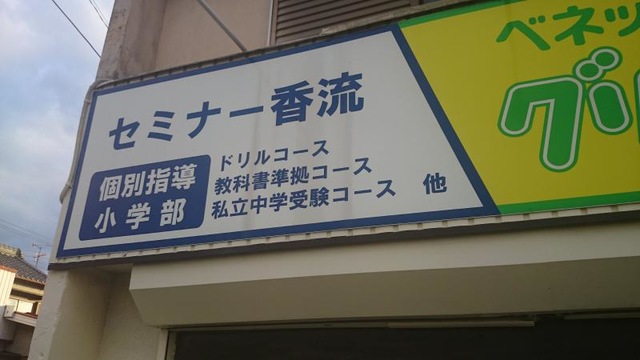 セミナー香流
個別指導
小学部
ドリルコース
教科書準拠コース
私立中学受験コース 他
ベネッ
グル